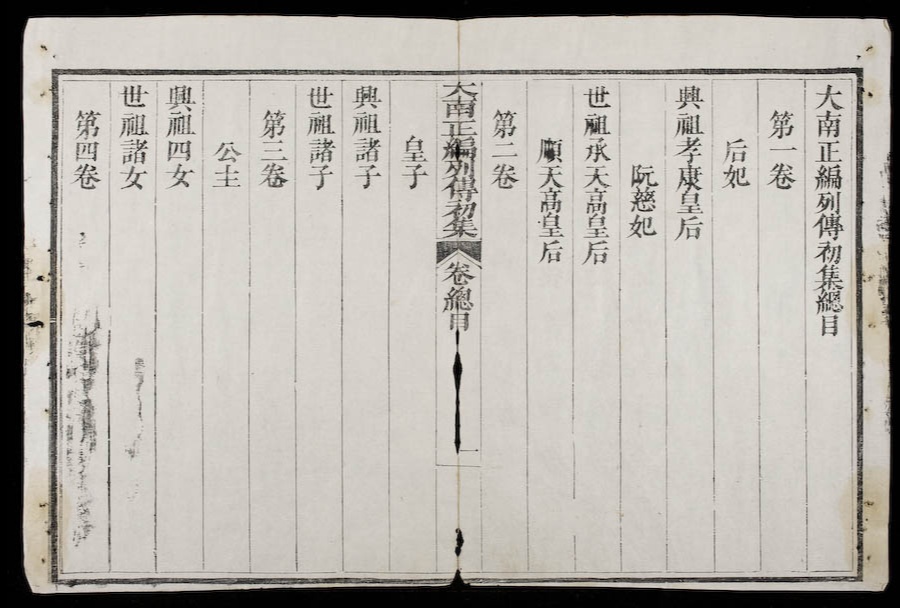 大南正編列傳初集總目
第一卷
后妃
興祖孝康皇后
阮慈妃
世祖承天高皇后
順天高皇后
第二卷
大南正編列傳初集 卷總目 一
皇子
興祖諸子
世祖諸子
第三卷
公主
興祖四女
世祖諸女
第四卷